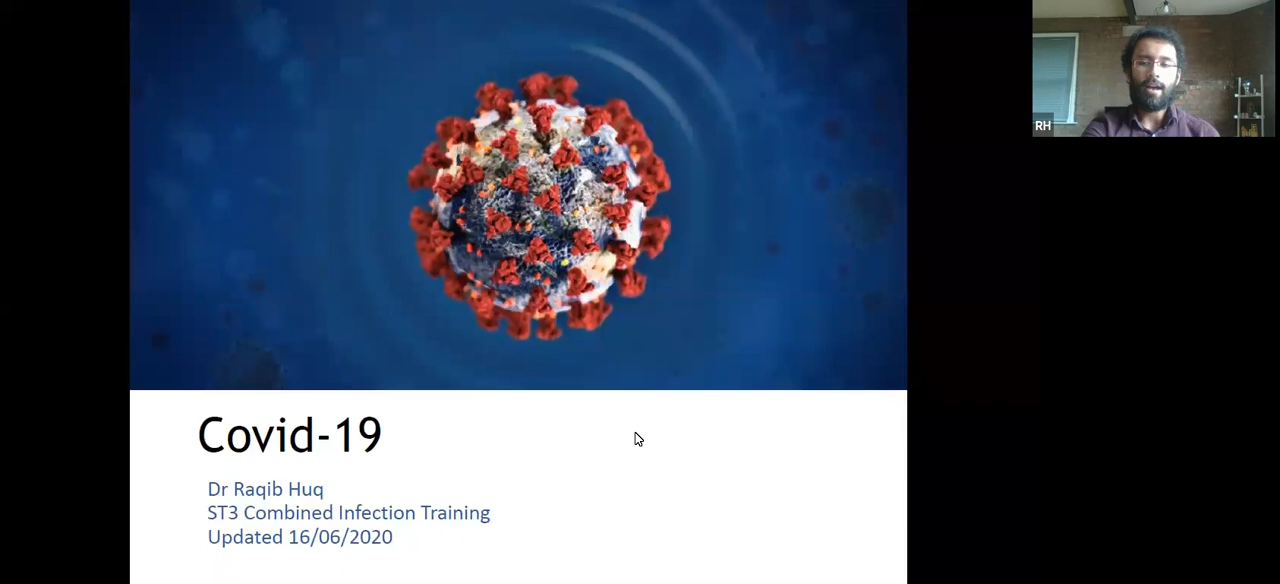 RH
Covid-19
Dr Raqib Huq
ST3 Combined Infection Training
Updated 16/06/2020